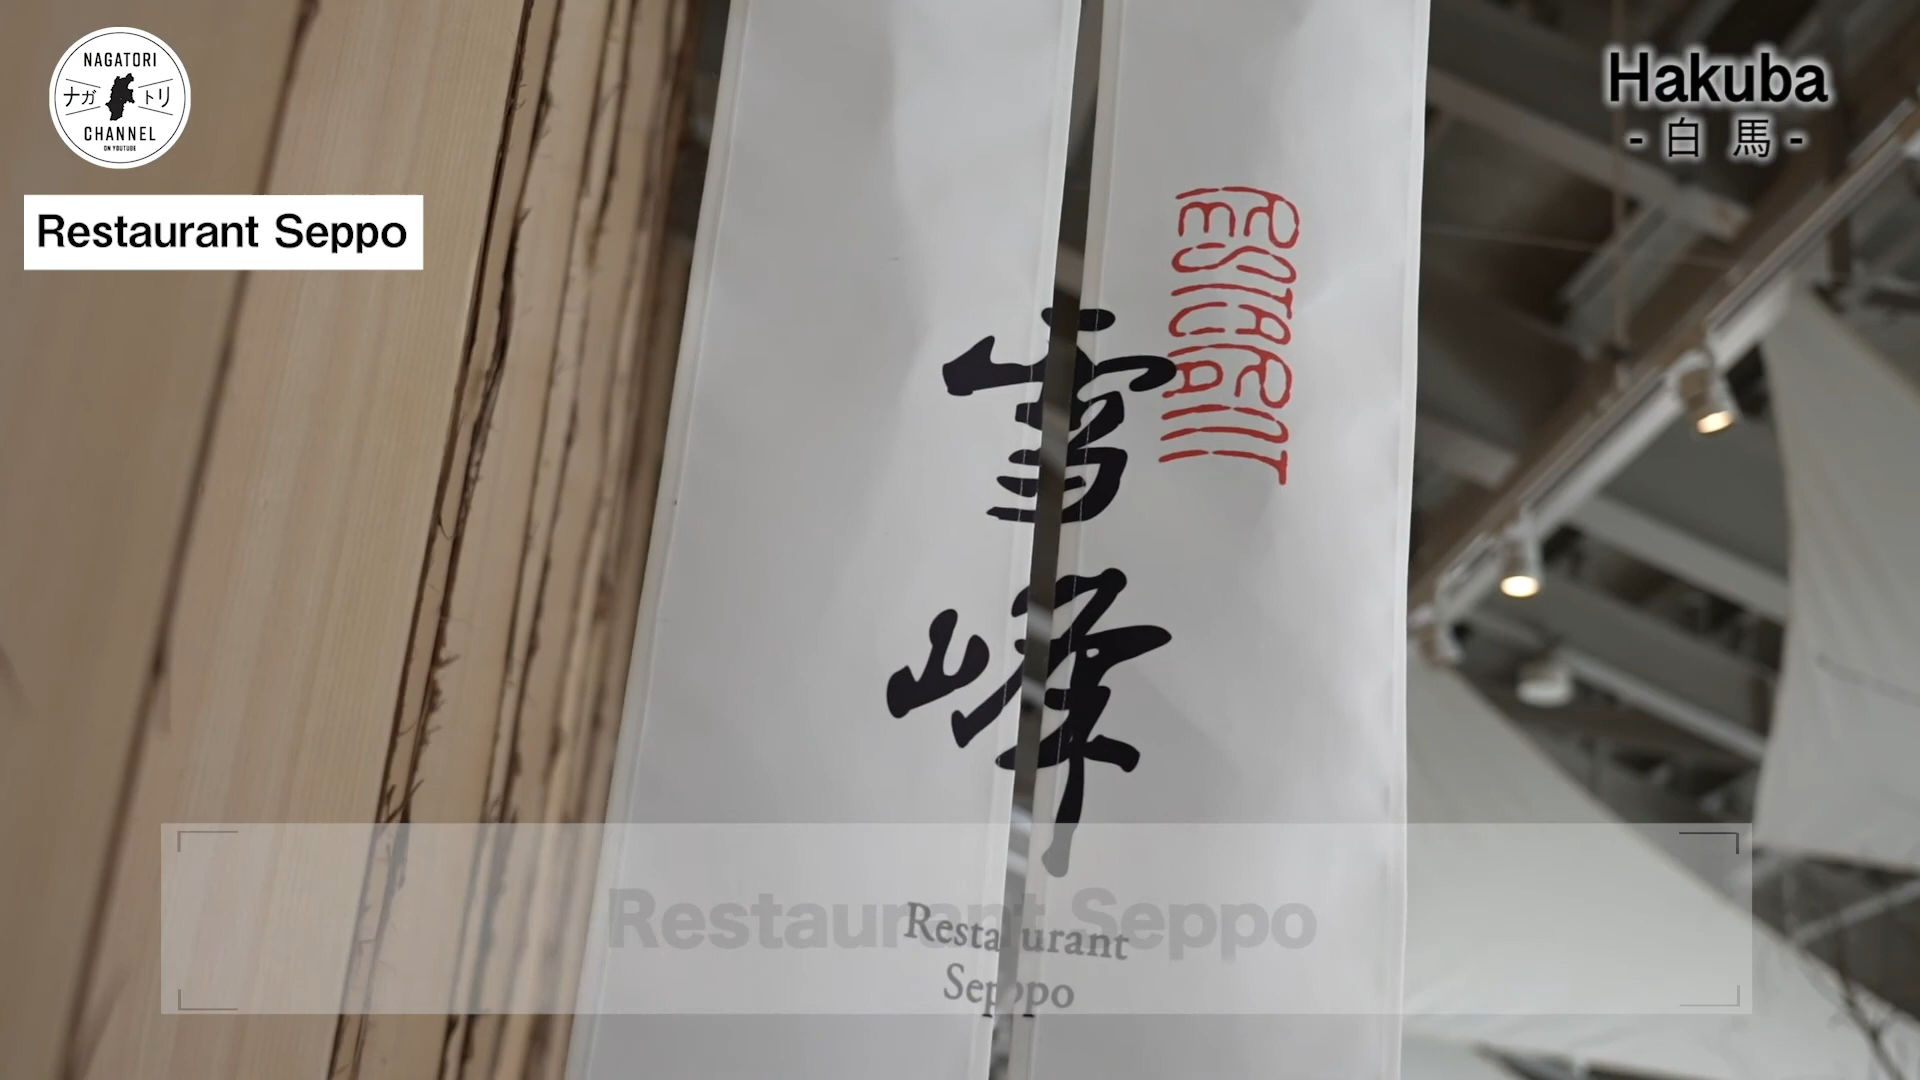 NAGATORI
ナガ トリ
CHANNEL
ON YOUTUBE
Restaurant Seppo
Hakuba
- 白 馬 -
RESTAURANT
雪峰
Restaurant Seppo
Restaurant
Seppo